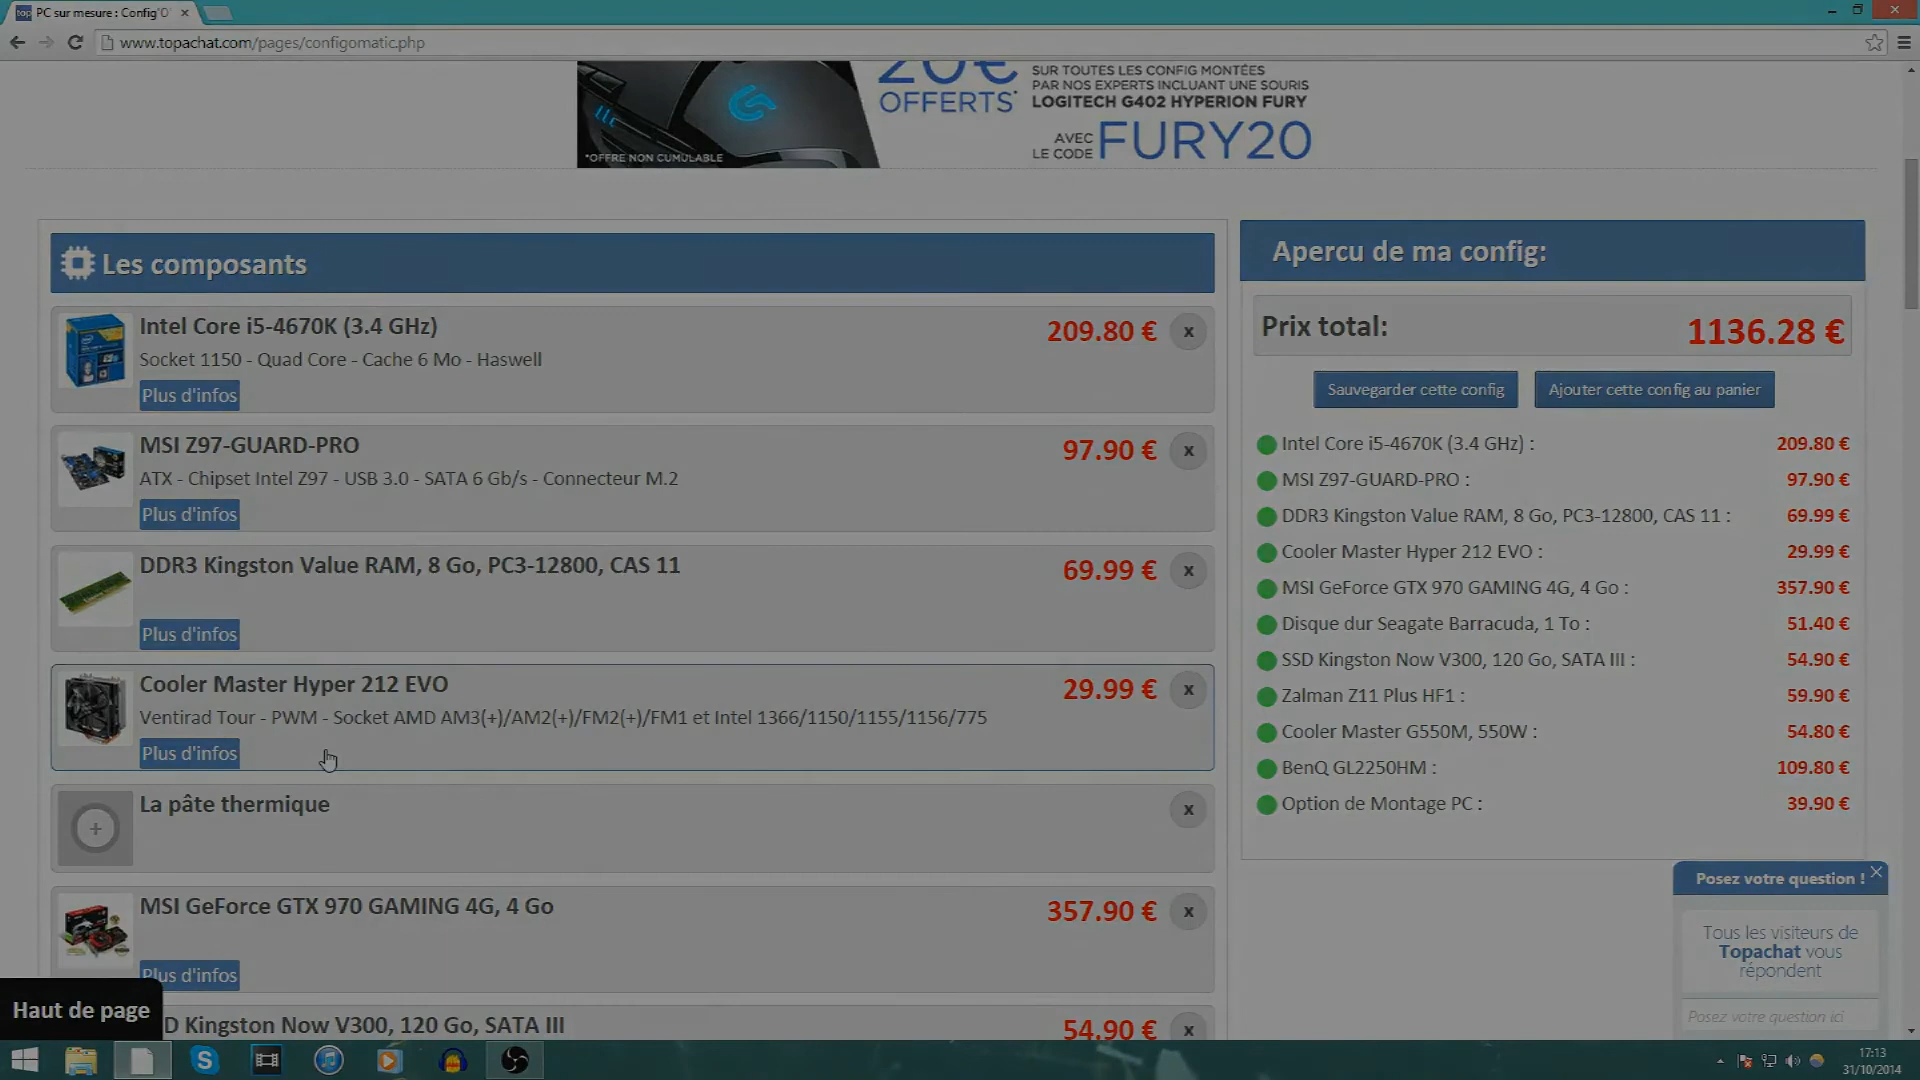 PC sur mesure : Config'O'
www.topachat.com/pages/configomatic.php
20€
OFFERTS*
SUR TOUTES LES CONFIG MONTÉES
PAR NOS EXPERTS INCLUANT UNE SOURIS
LOGITECH G402 HYPERION FURY
AVEC
LE CODE
FURY20
*OFFRE NON CUMULABLE
Les composants
Intel Core i5-4670K (3.4 GHz)
209.80 €
x
Socket 1150 - Quad Core - Cache 6 Mo - Haswell
Plus d'infos
MSI Z97-GUARD-PRO
97.90 €
x
ATX - Chipset Intel Z97 - USB 3.0 - SATA 6 Gb/s - Connecteur M.2
Plus d'infos
DDR3 Kingston Value RAM, 8 Go, PC3-12800, CAS 11
69.99 €
x
Plus d'infos
Cooler Master Hyper 212 EVO
29.99 €
x
Ventirad Tour - PWM - Socket AMD AM3(+)/AM2(+)/FM2(+)/FM1 et Intel 1366/1150/1155/1156/775
Plus d'infos
La pâte thermique
x
MSI GeForce GTX 970 GAMING 4G, 4 Go
357.90 €
x
Plus d'infos
D Kingston Now V300, 120 Go, SATA III
54.90 €
x
Haut de page
Apercu de ma config:
Prix total:
1136.28 €
Sauvegarder cette config
Ajouter cette config au panier
Intel Core i5-4670K (3.4 GHz) : 209.80 €
MSI Z97-GUARD-PRO : 97.90 €
DDR3 Kingston Value RAM, 8 Go, PC3-12800, CAS 11 : 69.99 €
Cooler Master Hyper 212 EVO : 29.99 €
MSI GeForce GTX 970 GAMING 4G, 4 Go : 357.90 €
Disque dur Seagate Barracuda, 1 To : 51.40 €
SSD Kingston Now V300, 120 Go, SATA III : 54.90 €
Zalman Z11 Plus HF1 : 59.90 €
Cooler Master G550M, 550W : 54.80 €
BenQ GL2250HM : 109.80 €
Option de Montage PC : 39.90 €
Posez votre question !
Tous les visiteurs de
Topachat vous
répondent
Posez votre question ici
17:13
31/10/2014